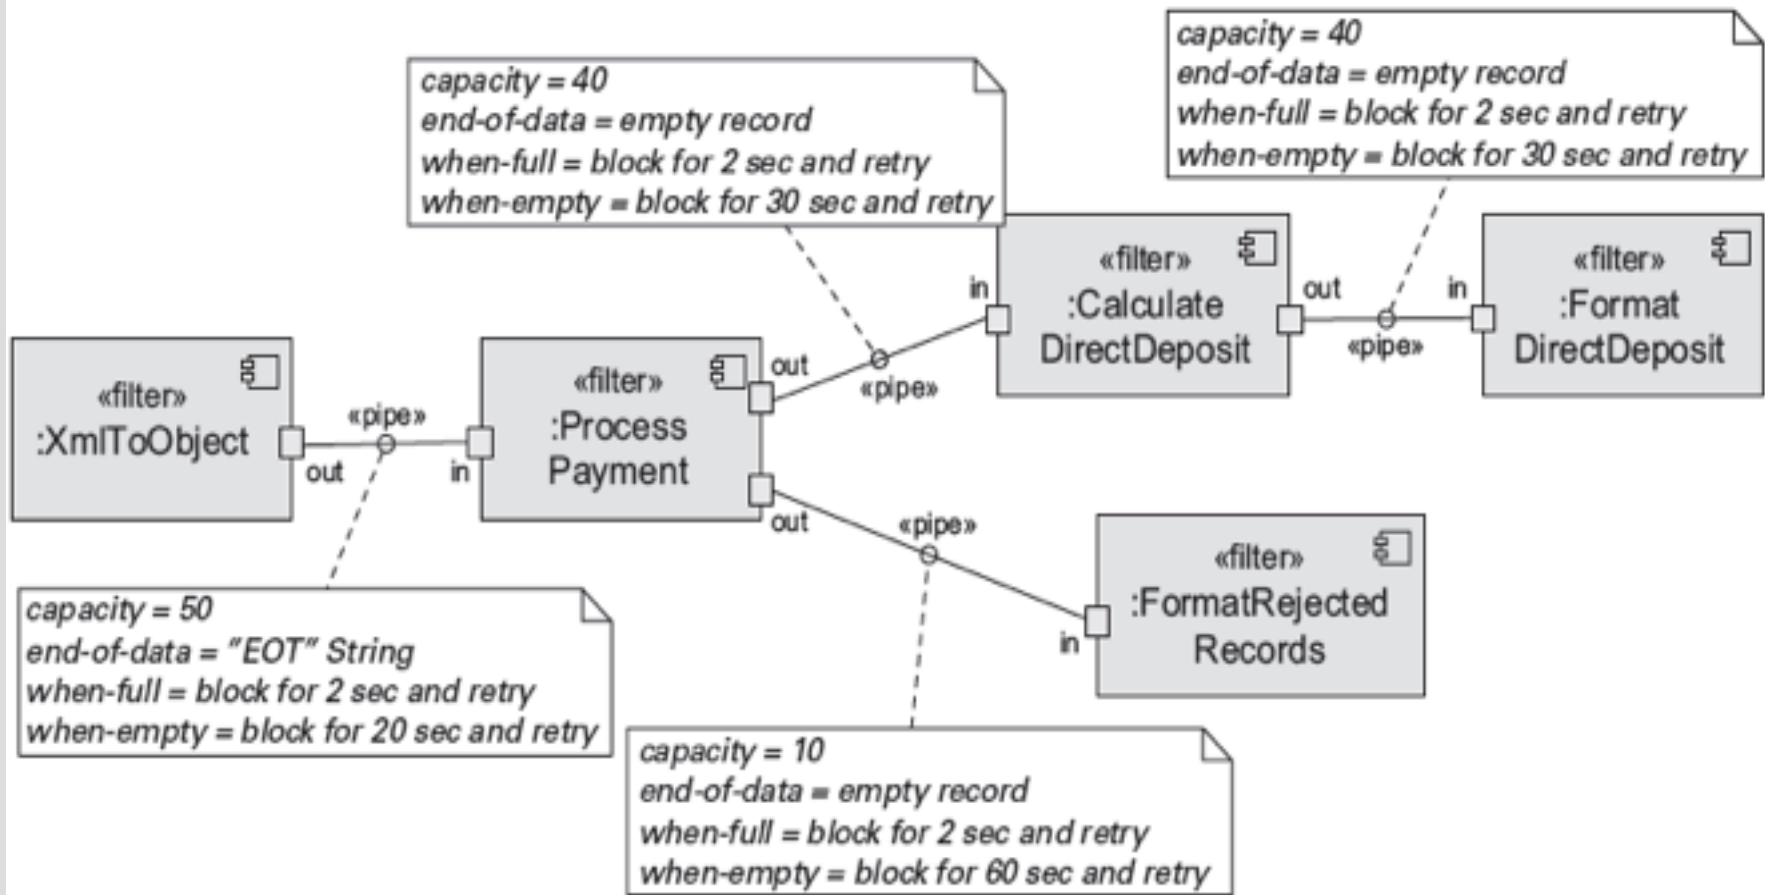 capacity = 40
end-of-data = empty record
when-full = block for 2 sec and retry
when-empty = block for 30 sec and retry
capacity = 40
end-of-data = empty record
when-full = block for 2 sec and retry
when-empty = block for 30 sec and retry
«filter»
:XmlToObject
out
«pipe»
in
«filter»
:Process
Payment
out
out
«pipe»
in
«filter»
:Calculate
DirectDeposit
out
«pipe»
in
«filter»
:Format
DirectDeposit
«pipe»
in
«filter»
:FormatRejected
Records
capacity = 50
end-of-data = "EOT" String
when-full = block for 2 sec and retry
when-empty = block for 20 sec and retry
capacity = 10
end-of-data = empty record
when-full = block for 2 sec and retry
when-empty = block for 60 sec and retry